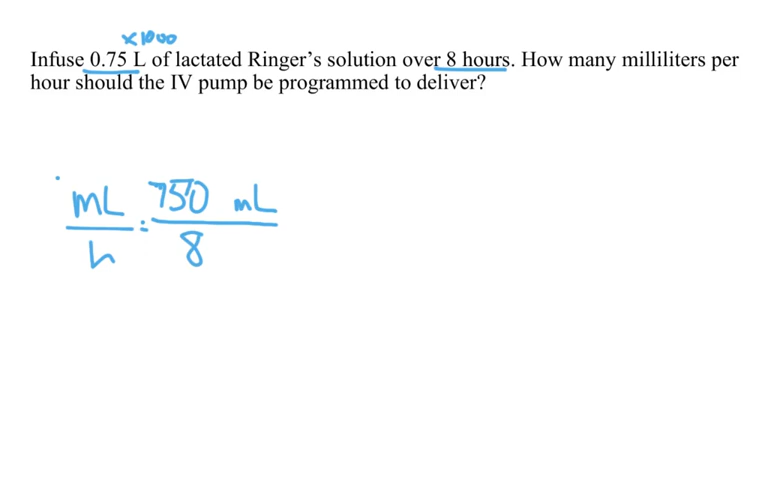 x1000
Infuse 0.75 L of lactated Ringer's solution over 8 hours. How many milliliters per
hour should the IV pump be programmed to deliver?
mL = 750 mL
h 8